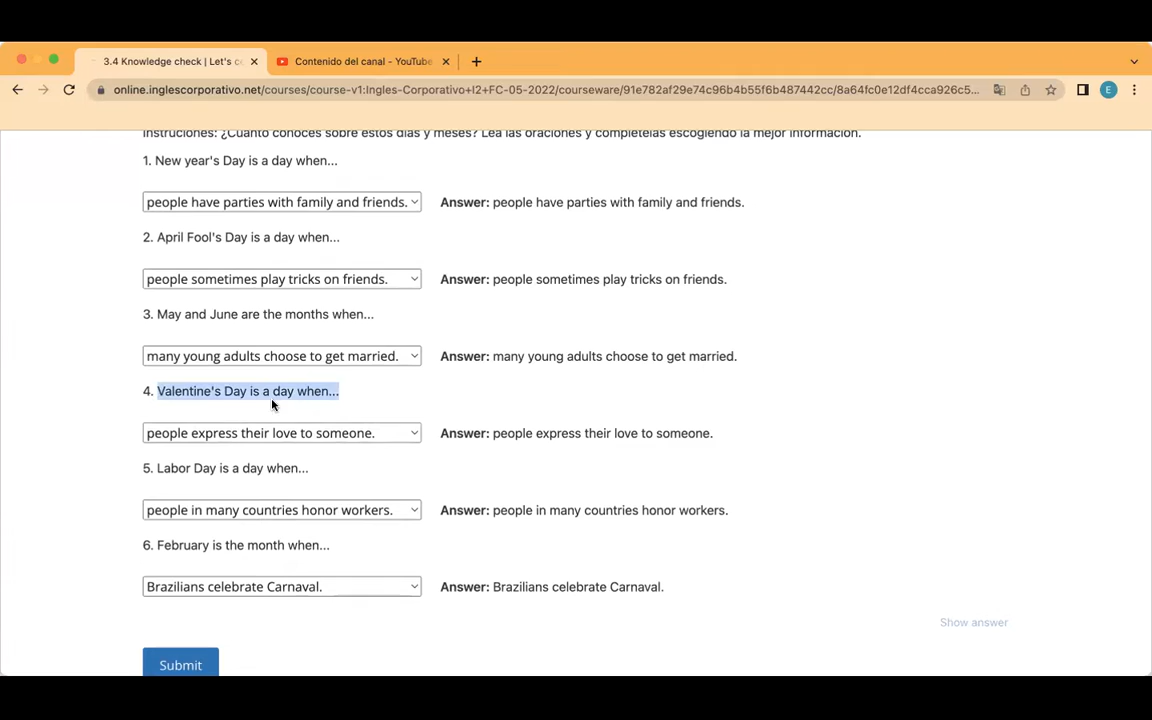 3.4 Knowledge check | Let's c
Contenido del canal - YouTube
online.inglescorporativo.net/courses/course-v1:Ingles-Corporativo+I2+FC-05-2022/courseware/91e782af29e74c96b4b55f6b487442cc/8a64fc0e12df4cca926c5...
E
Instruciones: ¿Cuánto conoces sobre estos días y meses? Lea las oraciones y complételas escogiendo la mejor información.
1. New year's Day is a day when...
people have parties with family and friends. Answer: people have parties with family and friends.
2. April Fool's Day is a day when...
people sometimes play tricks on friends. Answer: people sometimes play tricks on friends.
3. May and June are the months when...
many young adults choose to get married. Answer: many young adults choose to get married.
4. Valentine's Day is a day when...
people express their love to someone. Answer: people express their love to someone.
5. Labor Day is a day when...
people in many countries honor workers. Answer: people in many countries honor workers.
6. February is the month when...
Brazilians celebrate Carnaval. Answer: Brazilians celebrate Carnaval.
Show answer
Submit